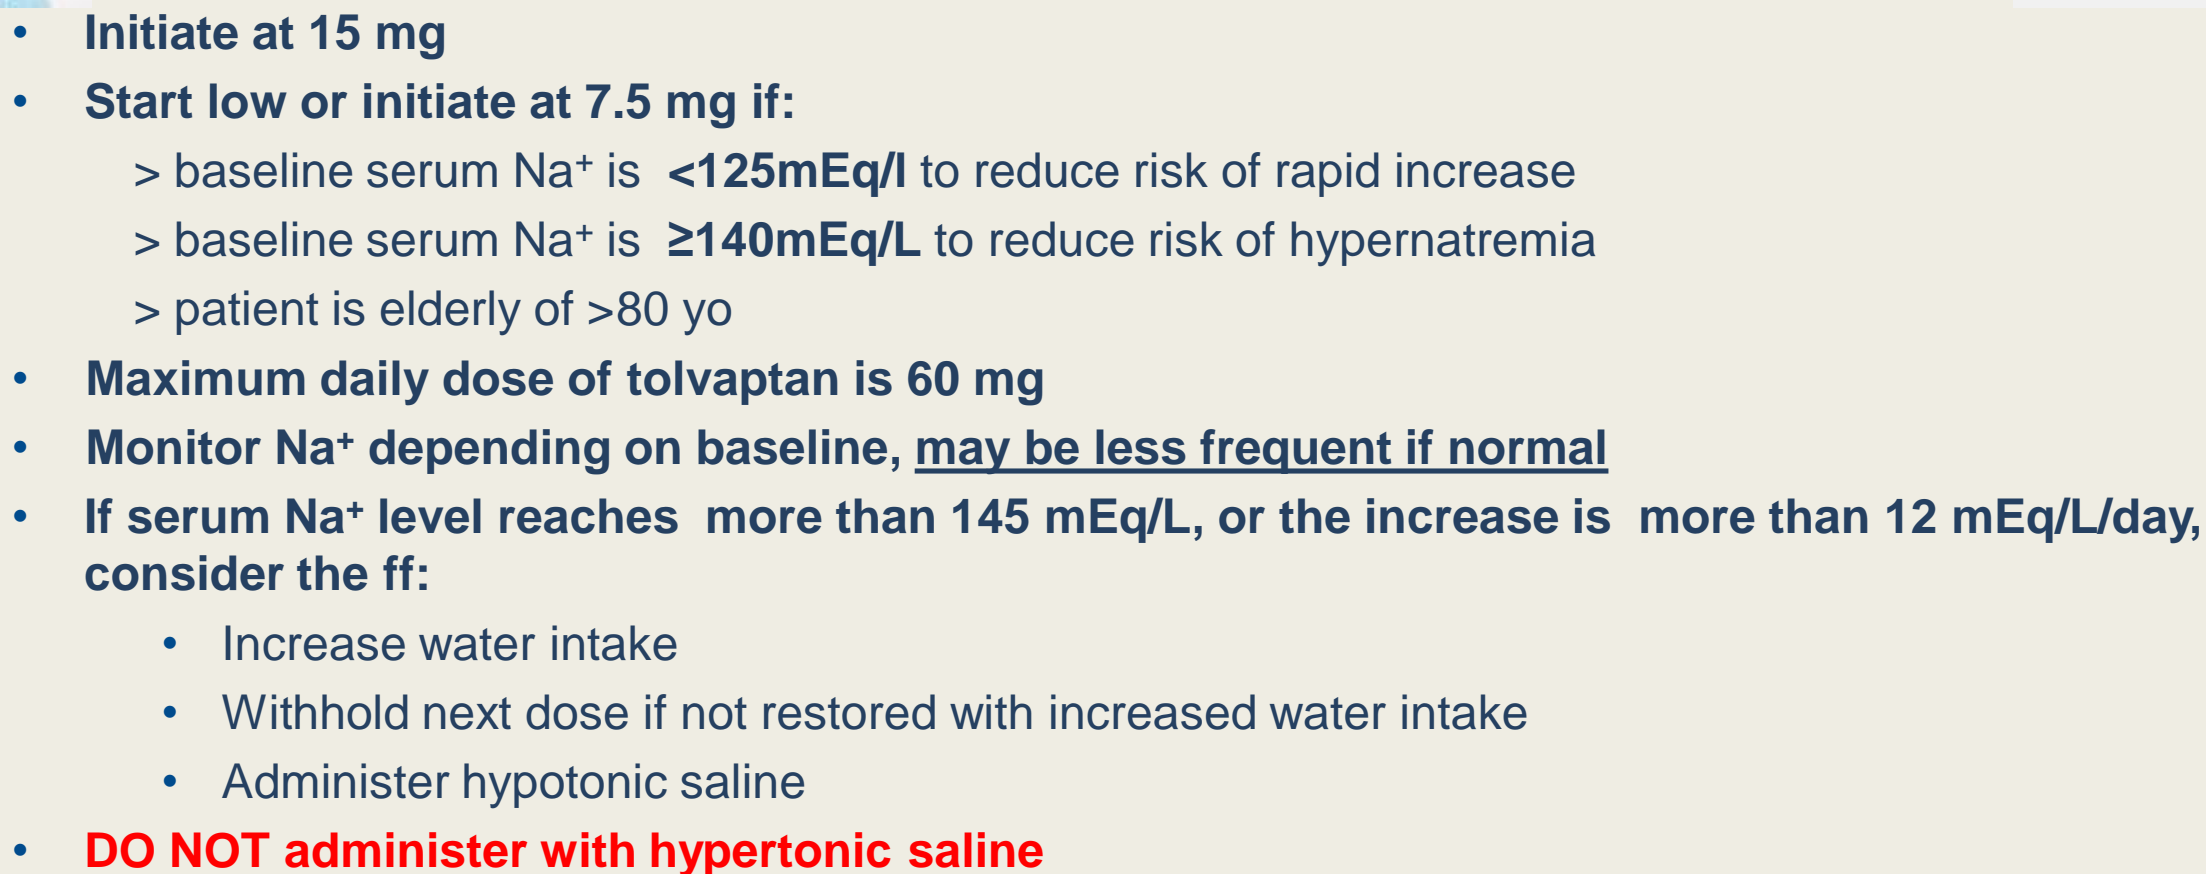 • Initiate at 15 mg
• Start low or initiate at 7.5 mg if:
> baseline serum Na⁺ is <125mEq/l to reduce risk of rapid increase
> baseline serum Na⁺ is ≥140mEq/L to reduce risk of hypernatremia
> patient is elderly of >80 yo
• Maximum daily dose of tolvaptan is 60 mg
• Monitor Na⁺ depending on baseline, may be less frequent if normal
• If serum Na⁺ level reaches more than 145 mEq/L, or the increase is more than 12 mEq/L/day,
consider the ff:
• Increase water intake
• Withhold next dose if not restored with increased water intake
• Administer hypotonic saline
• DO NOT administer with hypertonic saline